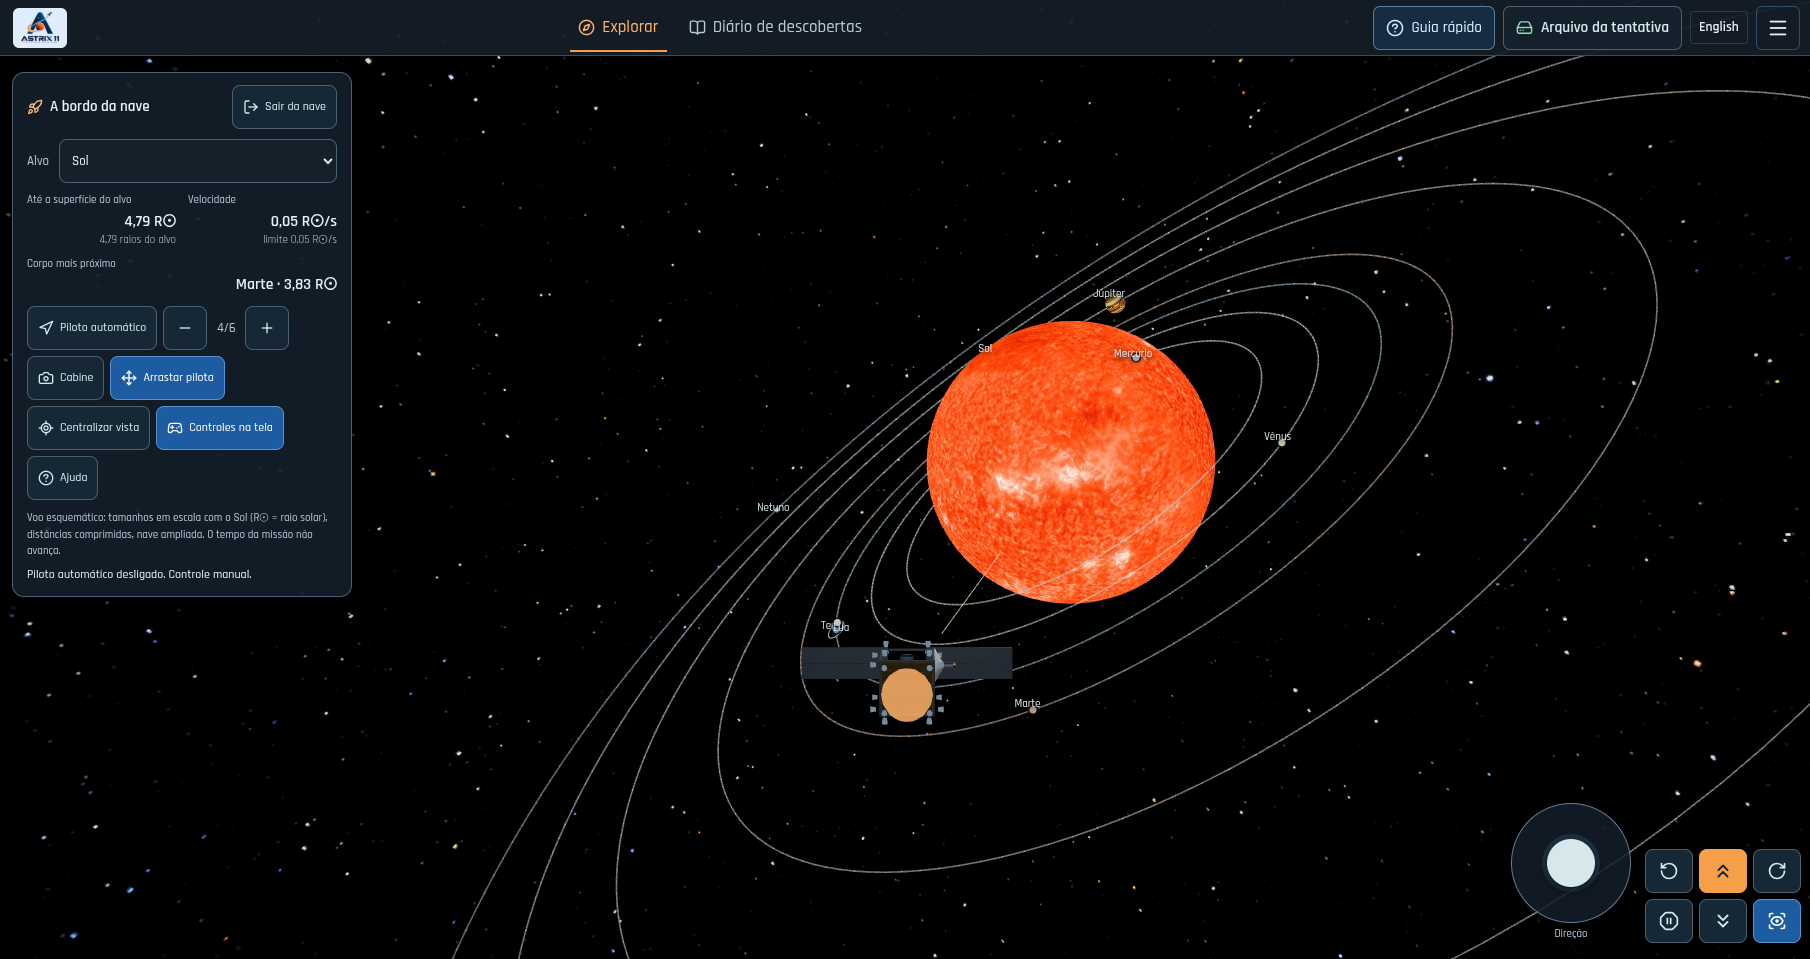 ASTRIX 11
Explorar
Diário de descobertas
Guia rápido
Arquivo da tentativa
English
A bordo da nave
Sair da nave
Alvo
Sol
Até a superfície do alvo
Velocidade
4,79 R☉
0,05 R☉/s
4,79 raios do alvo
limite 0,05 R☉/s
Corpo mais próximo
Marte · 3,83 R☉
Piloto automático
4/6
Cabine
Arrastar pilota
Centralizar vista
Controles na tela
Ajuda
Voo esquemático: tamanhos em escala com o Sol (R☉ = raio solar),
distâncias comprimidas, nave ampliada. O tempo da missão não
avança.
Piloto automático desligado. Controle manual.
Júpiter
Sol
Mercúrio
Vênus
Netuno
Lua
Marte
Direção